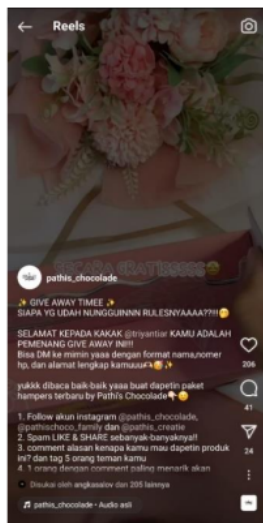 Reels
SECARA GRATISSSS
pathis_chocolade
✨ GIVE AWAY TIMEE ✨
SIAPA YG UDAH NUNGGUINNN RULESNYAAAA??!!!
SELAMAT KEPADA KAKAK @triyantiar KAMU ADALAH
PEMENANG GIVE AWAY INI!!!
Bisa DM ke mimin yaaa dengan format nama,nomer
hp, dan alamat lengkap kamuuu
206
yukkk dibaca baik-baik yaaa buat dapetin paket
hampers terbaru by Pathi's Chocolade
41
1. Follow akun instagram @pathis_chocolade,
@pathischoco_family dan @pathis_creatie
2. Spam LIKE & SHARE sebanyak-banyaknya!!
24
3. comment alasan kenapa kamu mau dapetin produk
ini? dan tag 5 orang teman kamu
4. 1 orang dengan comment paling menarik akan
Disukai oleh angkasalov dan 205 lainnya
pathis_chocolade • Audio asli